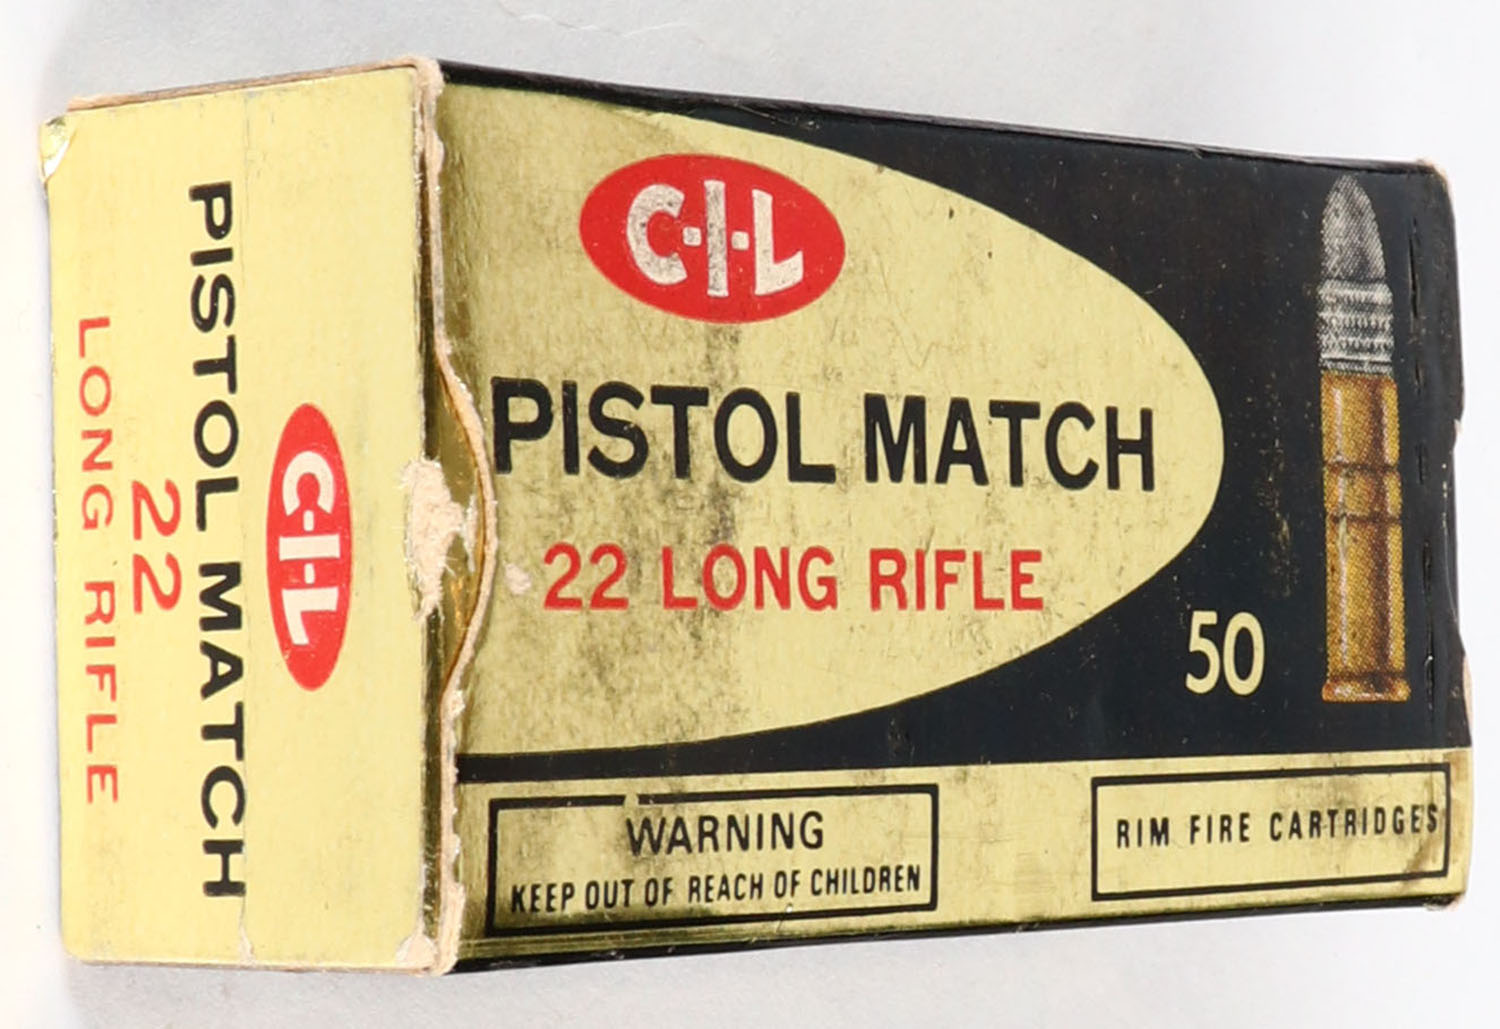 C·I·L
PISTOL MATCH
22 LONG RIFLE
50
WARNING
KEEP OUT OF REACH OF CHILDREN
RIM FIRE CARTRIDGES
C·I·L
PISTOL MATCH
22
LONG RIFLE